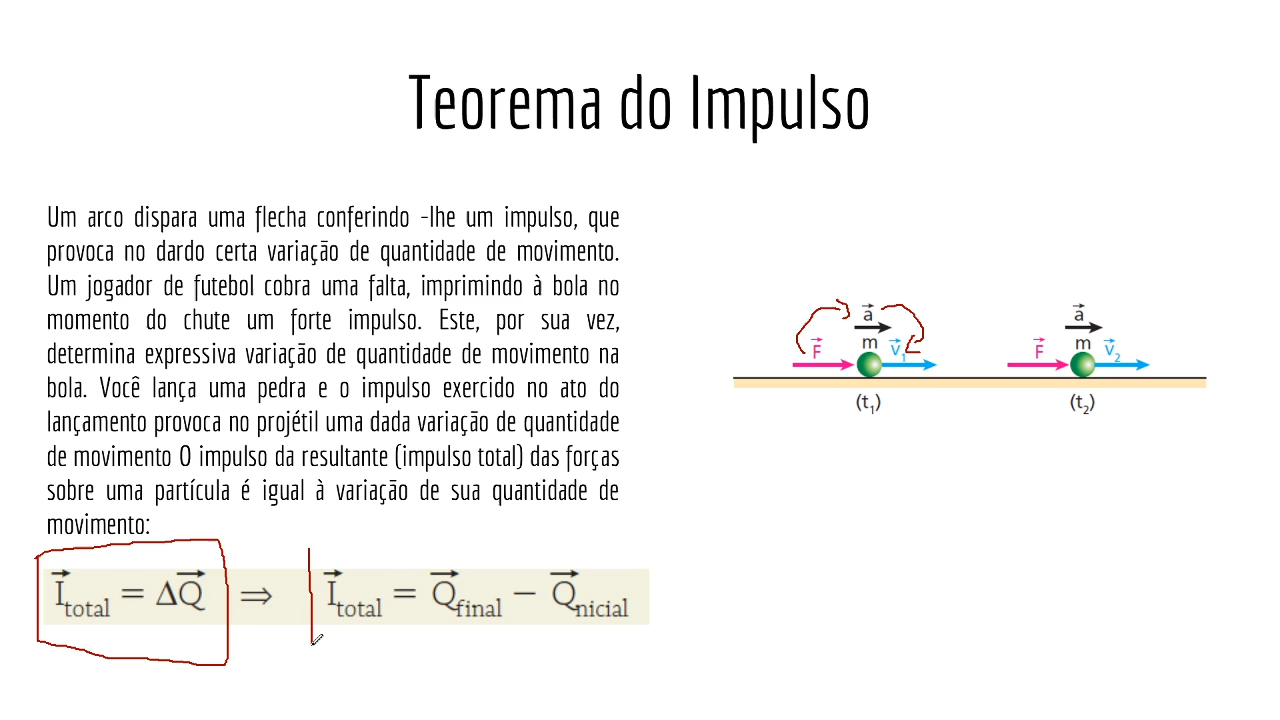 Teorema do Impulso
Um arco dispara uma flecha conferindo -lhe um impulso, que
provoca no dardo certa variação de quantidade de movimento.
Um jogador de futebol cobra uma falta, imprimindo à bola no
momento do chute um forte impulso. Este, por sua vez,
determina expressiva variação de quantidade de movimento na
bola. Você lança uma pedra e o impulso exercido no ato do
lançamento provoca no projétil uma dada variação de quantidade
de movimento O impulso da resultante (impulso total) das forças
sobre uma partícula é igual à variação de sua quantidade de
movimento:
I⃗total = ΔQ⃗ ⇒ I⃗total = Q⃗final − Q⃗nicial
a⃗ a⃗
F⃗ m v⃗1 F⃗ m v⃗2
(t1) (t2)